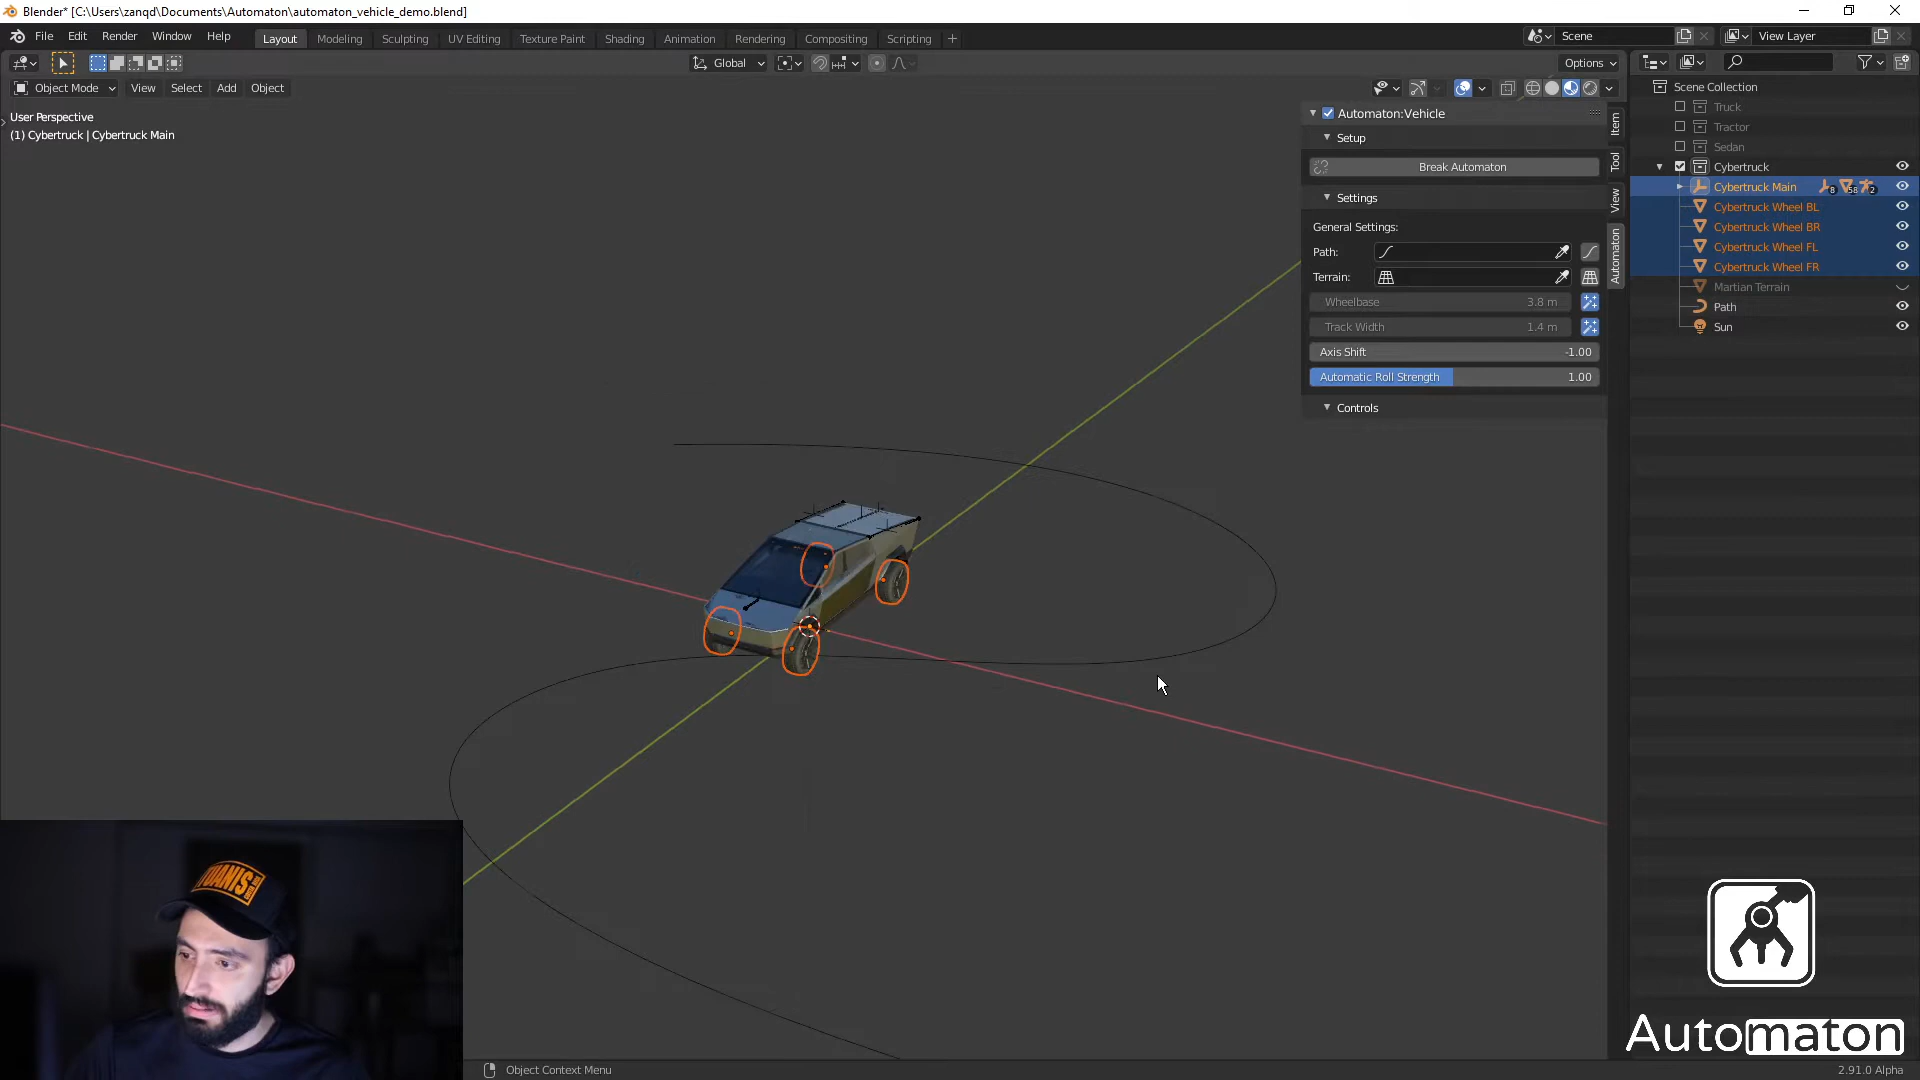 Blender* [C:\Users\zanqd\Documents\Automaton\automaton_vehicle_demo.blend]
File Edit Render Window Help
Layout Modeling Sculpting UV Editing Texture Paint Shading Animation Rendering Compositing Scripting
Scene
View Layer
Global
Options
Object Mode View Select Add Object
User Perspective
(1) Cybertruck | Cybertruck Main
Automaton:Vehicle
Setup
Break Automaton
Settings
General Settings:
Path:
Terrain:
Wheelbase 3.8 m
Track Width 1.4 m
Axis Shift -1.00
Automatic Roll Strength 1.00
Controls
Item
Tool
View
Automaton
Scene Collection
Truck
Tractor
Sedan
Cybertruck
Cybertruck Main 8 58 2
Cybertruck Wheel BL
Cybertruck Wheel BR
Cybertruck Wheel FL
Cybertruck Wheel FR
Martian Terrain
Path
Sun
TUANIS
Automaton
Object Context Menu
2.91.0 Alpha